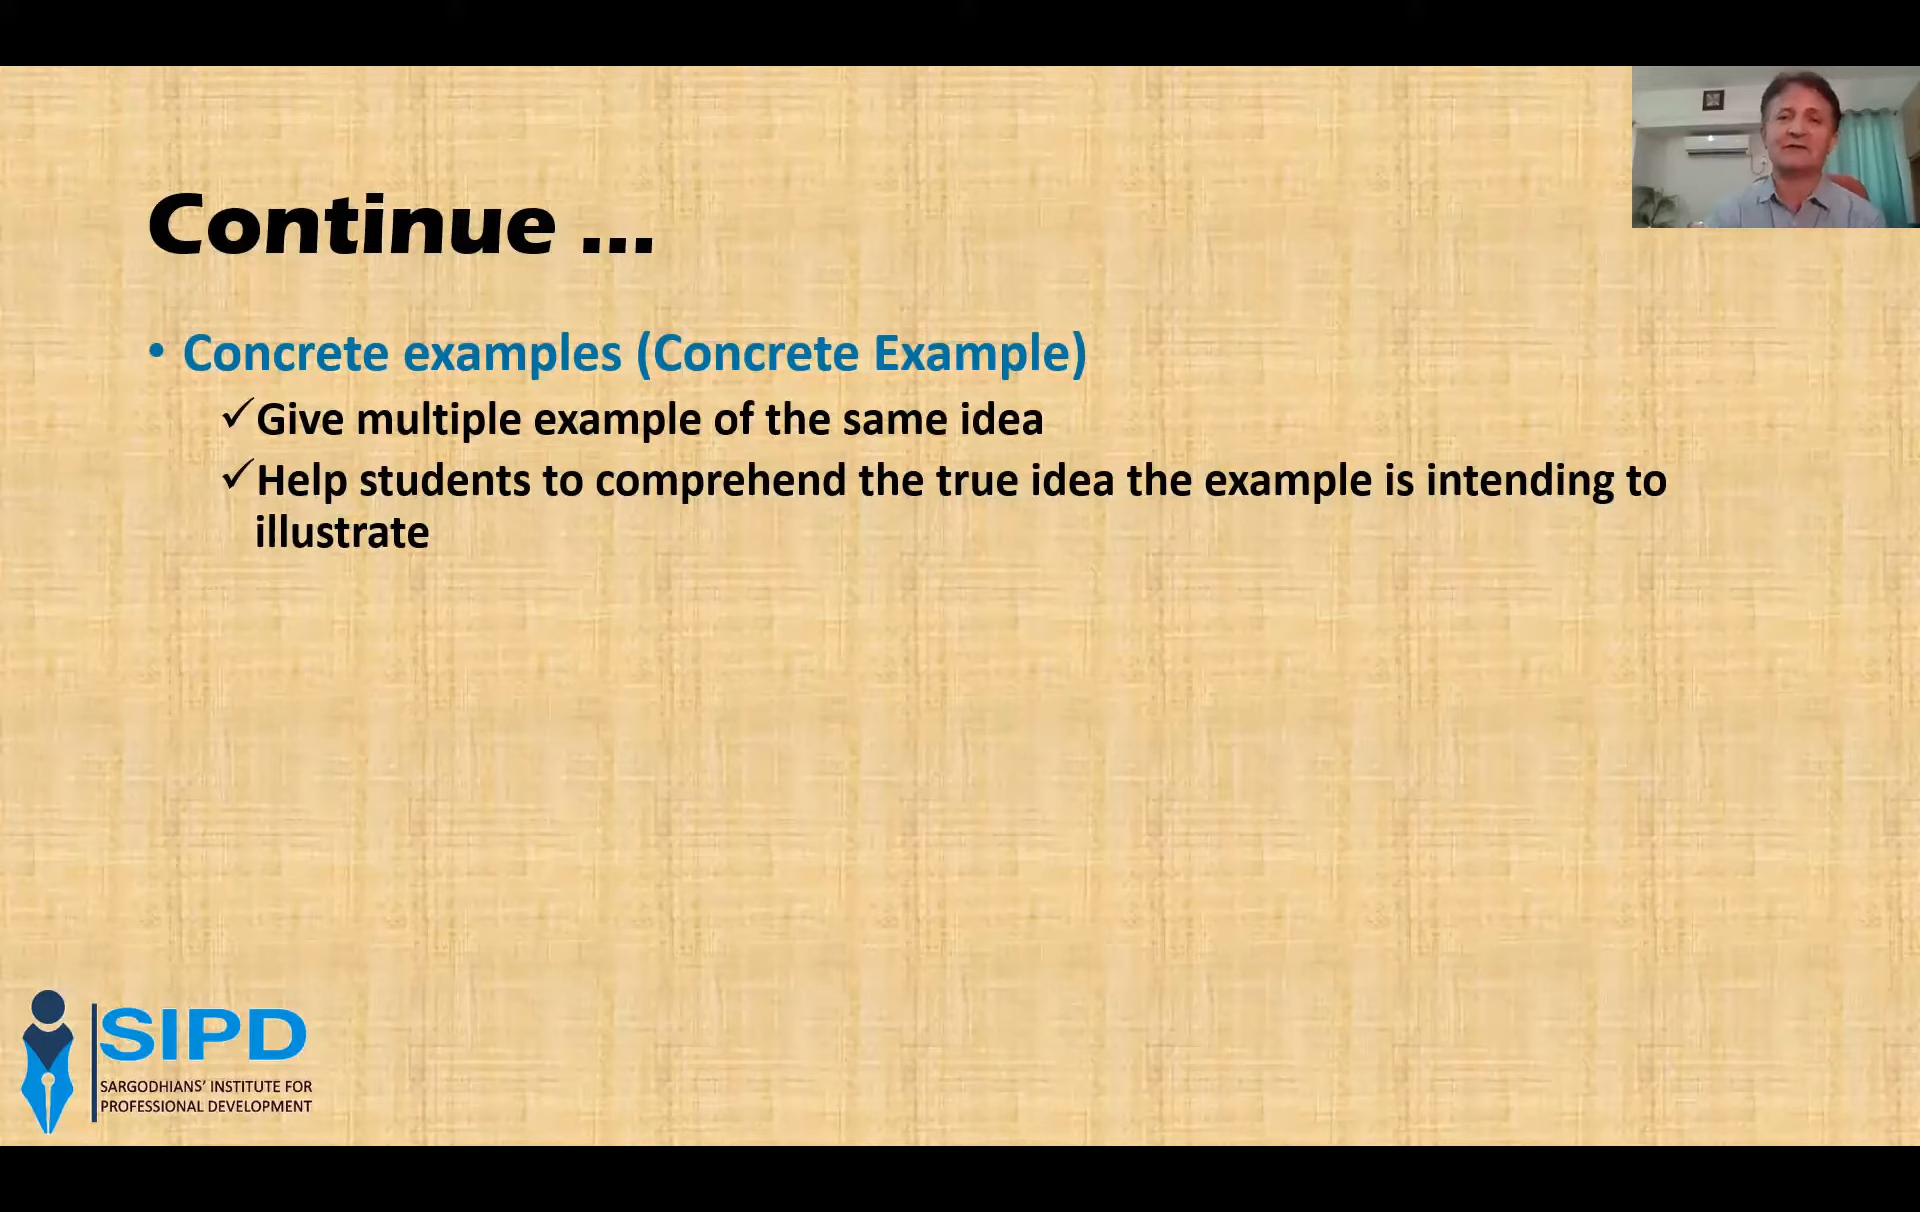 Continue ...
• Concrete examples (Concrete Example)
✓Give multiple example of the same idea
✓Help students to comprehend the true idea the example is intending to
illustrate
SIPD
SARGODHIANS' INSTITUTE FOR
PROFESSIONAL DEVELOPMENT